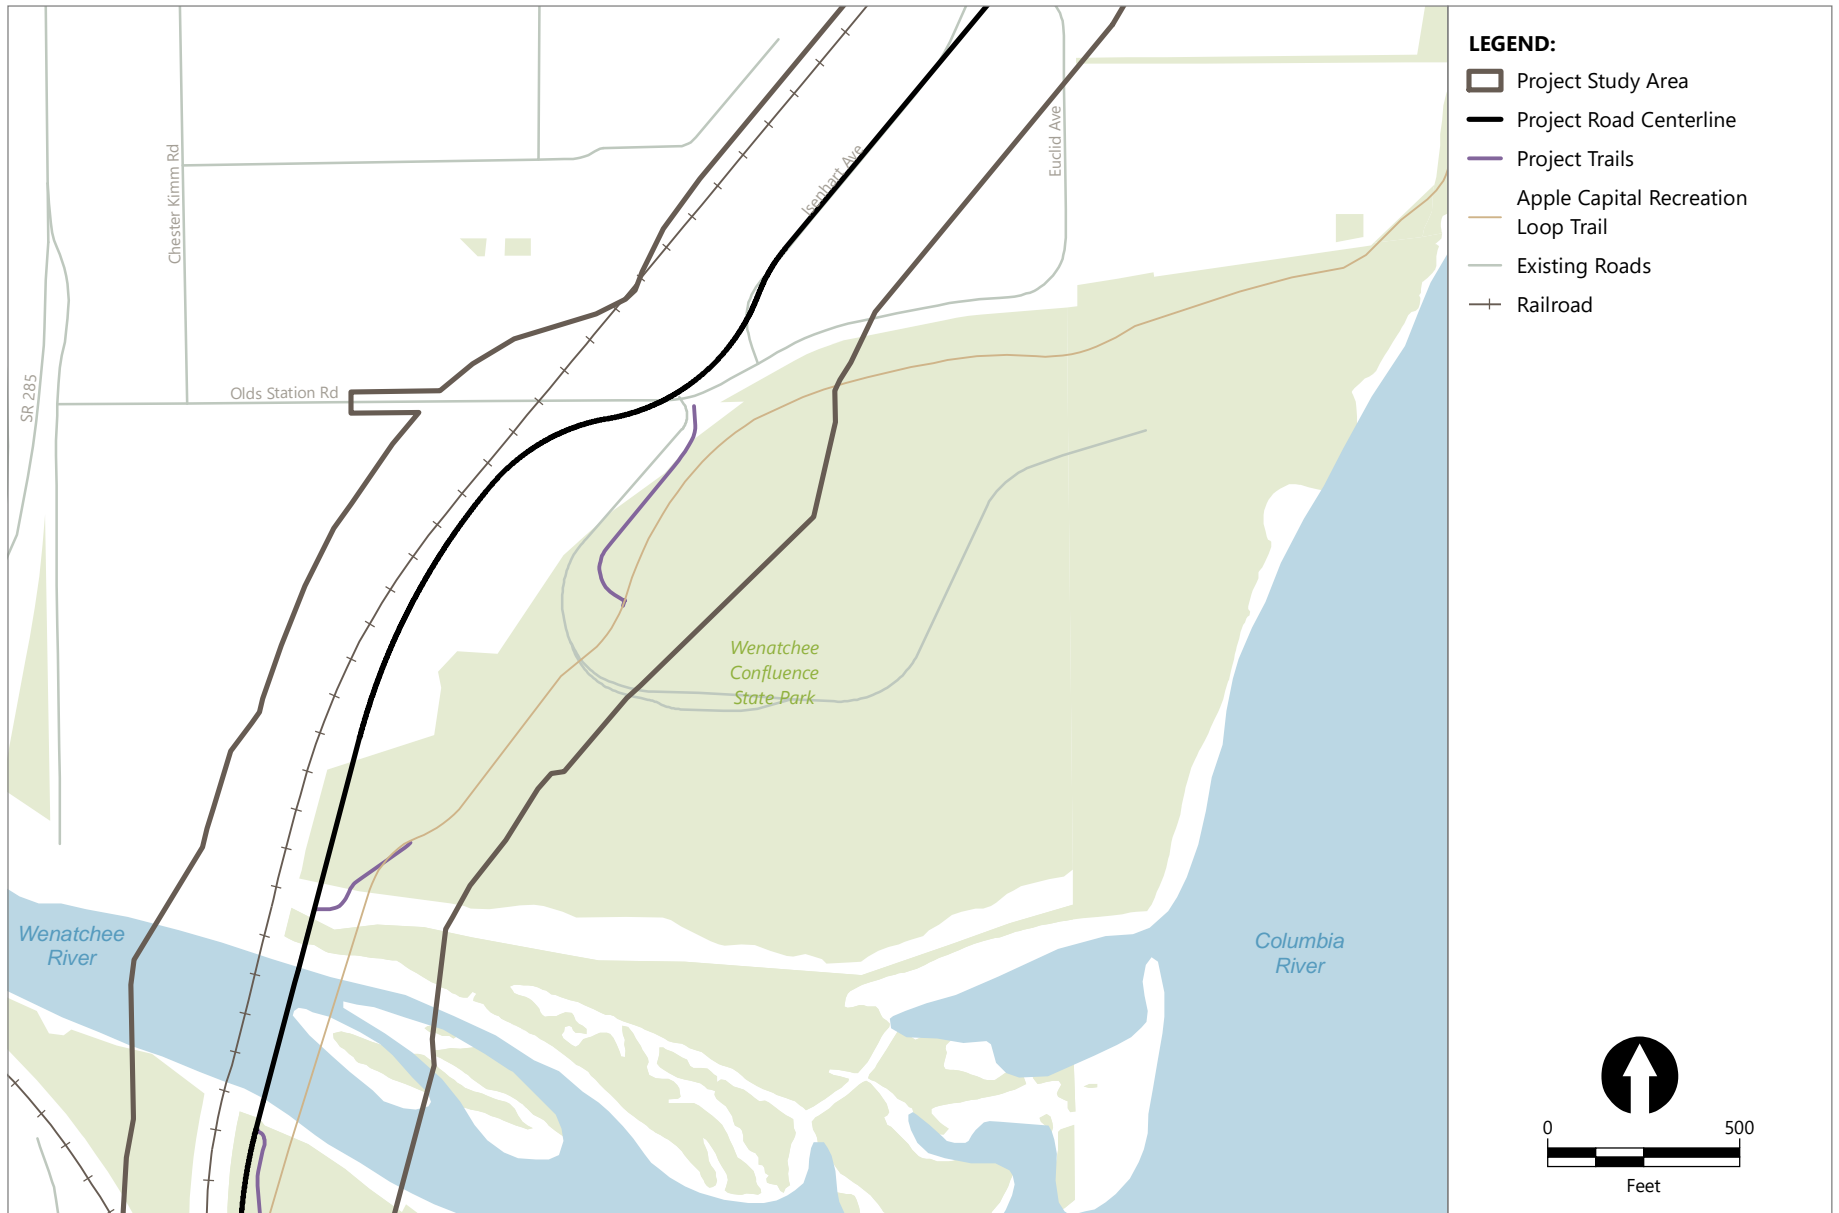 LEGEND:
Project Study Area
Project Road Centerline
Project Trails
Apple Capital Recreation
Loop Trail
Existing Roads
Railroad
Chester Kimm Rd
Isenhart Ave
Euclid Ave
SR 285
Olds Station Rd
Wenatchee
Confluence
State Park
Wenatchee
River
Columbia
River
0 500
Feet